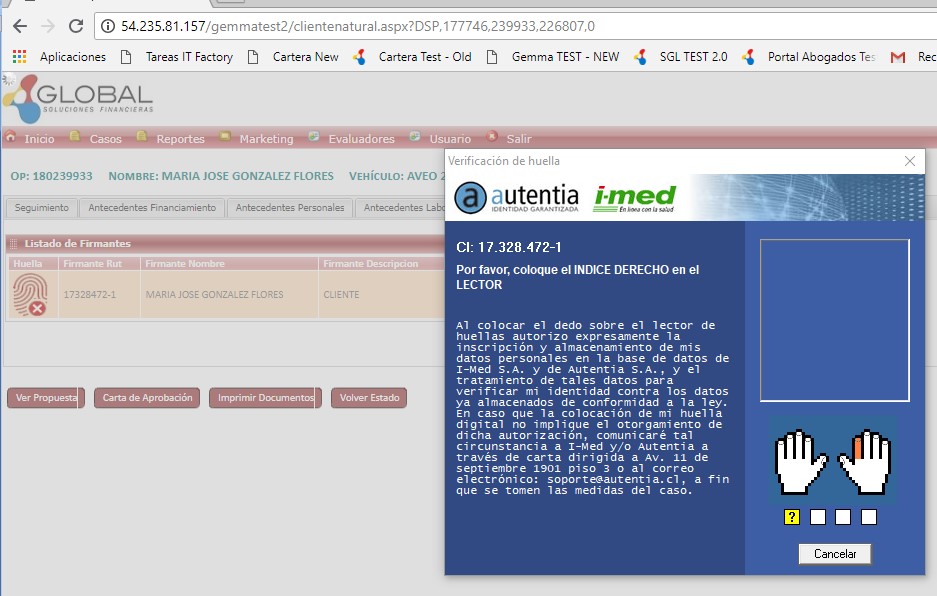 54.235.81.157/gemmatest2/clientenatural.aspx?DSP,177746,239933,226807,0
Aplicaciones
Tareas IT Factory
Cartera New
Cartera Test - Old
Gemma TEST - NEW
SGL TEST 2.0
Portal Abogados Tes
Rec
GLOBAL
SOLUCIONES FINANCIERAS
Inicio
Casos
Reportes
Marketing
Evaluadores
Usuario
Salir
OP: 180239933 NOMBRE: MARIA JOSE GONZALEZ FLORES VEHÍCULO: AVEO 2
Seguimiento
Antecedentes Financiamiento
Antecedentes Personales
Antecedentes Labo
Listado de Firmantes
Huella
Firmante Rut
Firmante Nombre
Firmante Descripcion
17328472-1
MARIA JOSE GONZALEZ FLORES
CLIENTE
Ver Propuesta
Carta de Aprobación
Imprimir Documentos
Volver Estado
Verificación de huella
a autentia
IDENTIDAD GARANTIZADA
i-med
En línea con la salud
CI: 17.328.472-1
Por favor, coloque el INDICE DERECHO en el
LECTOR
Al colocar el dedo sobre el lector de
huellas autorizo expresamente la
inscripción y almacenamiento de mis
datos personales en la base de datos de
I-Med S.A. y de Autentia S.A., y el
tratamiento de tales datos para
verificar mi identidad contra los datos
ya almacenados de conformidad a la ley.
En caso que la colocación de mi huella
digital no implique el otorgamiento de
dicha autorización, comunicaré tal
circunstancia a I-Med y/o Autentia a
través de carta dirigida a Av. 11 de
septiembre 1901 piso 3 o al correo
electrónico: soporte@autentia.cl, a fin
que se tomen las medidas del caso.
?
Cancelar